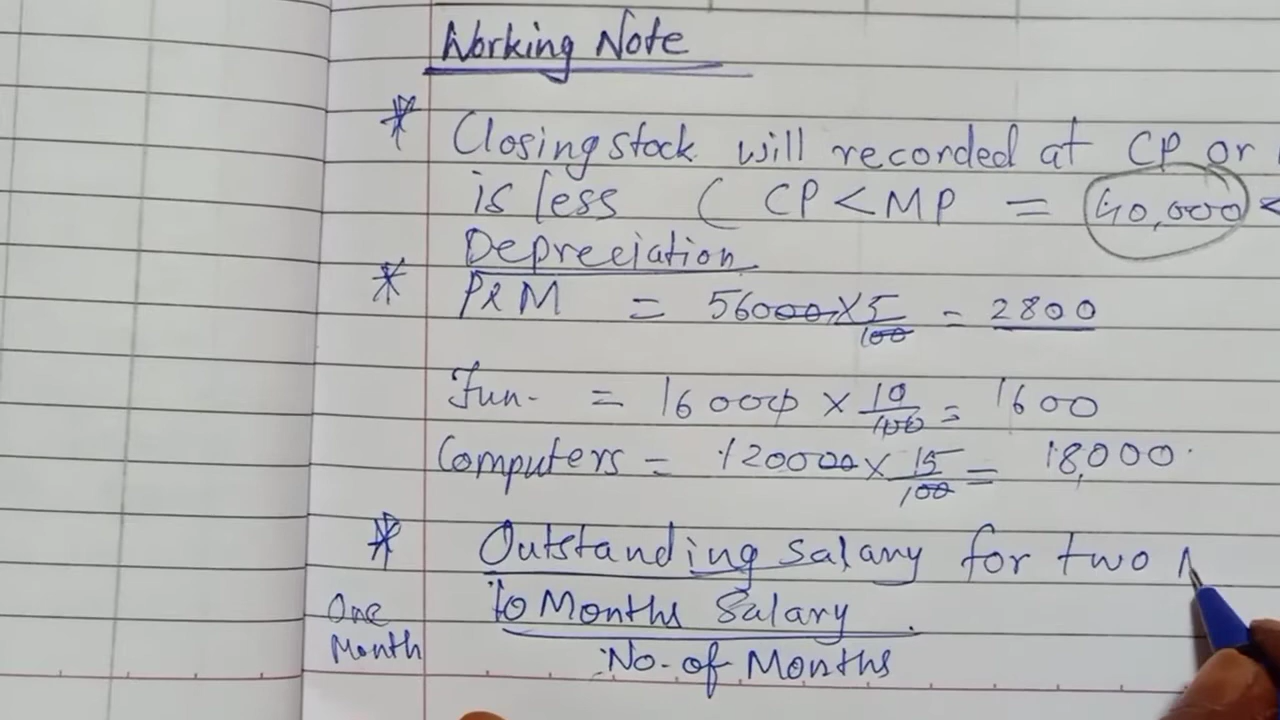 Working Note
* Closing stock will recorded at CP or
is less ( CP < MP = 40,000 <
Depreciation
* P&M = 56000 × 5/100 = 2800
Fun. = 16000 × 10/100 = 1600
Computers = 120000 × 15/100 = 18,000
* Outstanding salary for two
One Month
10 Months Salary
No. of Months